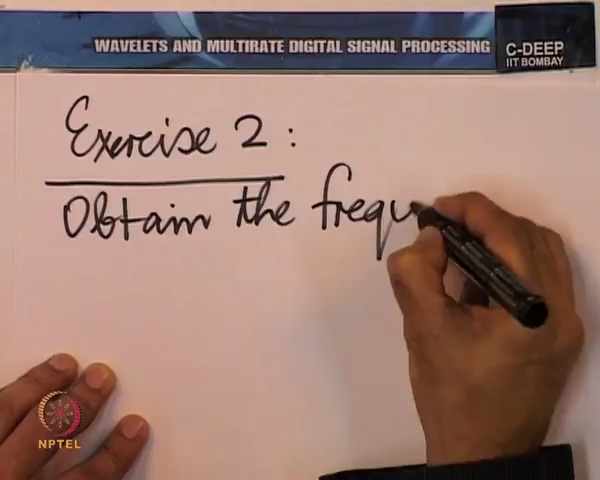 WAVELETS AND MULTIRATE DIGITAL SIGNAL PROCESSING
C-DEEP
IIT BOMBAY
Exercise 2 :
Obtain the frequ
NPTEL